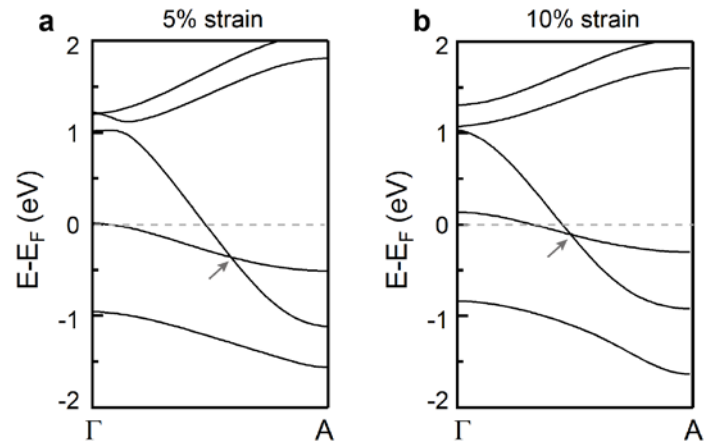 a
5% strain
E-E_F (eV)
2
1
0
-1
-2
Γ
A
b
10% strain
E-E_F (eV)
2
1
0
-1
-2
Γ
A